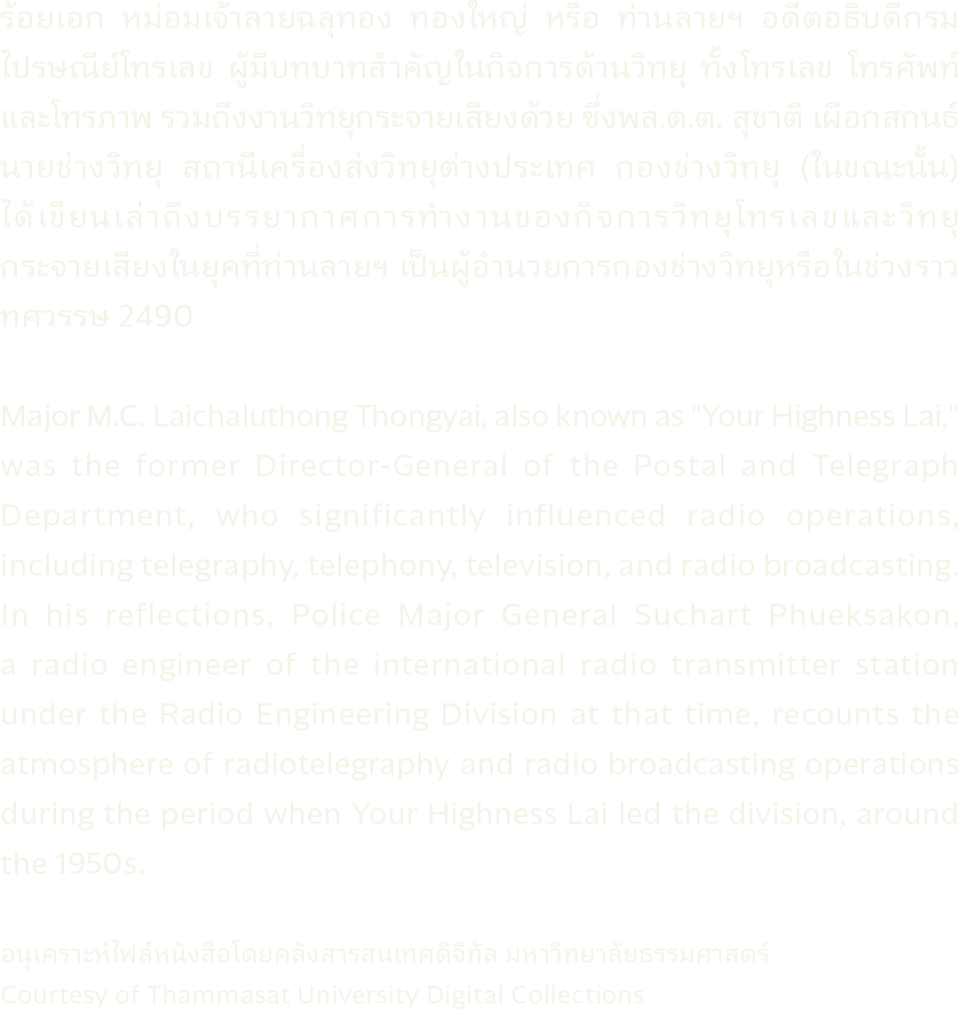 ร้อยเอก หม่อมเจ้าลายฉลุทอง ทองใหญ่ หรือ ท่านลายฯ อดีตอธิบดีกรม
ไปรษณีย์โทรเลข ผู้มีบทบาทสำคัญในกิจการด้านวิทยุ ทั้งโทรเลข โทรศัพท์
และโทรภาพ รวมถึงงานวิทยุกระจายเสียงด้วย ซึ่งพล.ต.ต. สุชาติ เผือกสกนธ์
นายช่างวิทยุ สถานีเครื่องส่งวิทยุต่างประเทศ กองช่างวิทยุ (ในขณะนั้น)
ได้เขียนเล่าถึงบรรยากาศการทำงานของกิจการวิทยุโทรเลขและวิทยุ
กระจายเสียงในยุคที่ท่านลายฯ เป็นผู้อำนวยการกองช่างวิทยุหรือในช่วงราว
ทศวรรษ 2490
Major M.C. Laichaluthong Thongyai, also known as "Your Highness Lai,"
was the former Director-General of the Postal and Telegraph
Department, who significantly influenced radio operations,
including telegraphy, telephony, television, and radio broadcasting.
In his reflections, Police Major General Suchart Phueksakon,
a radio engineer of the international radio transmitter station
under the Radio Engineering Division at that time, recounts the
atmosphere of radiotelegraphy and radio broadcasting operations
during the period when Your Highness Lai led the division, around
the 1950s.
อนุเคราะห์ไฟล์หนังสือโดยคลังสารสนเทศดิจิทัล มหาวิทยาลัยธรรมศาสตร์
Courtesy of Thammasat University Digital Collections